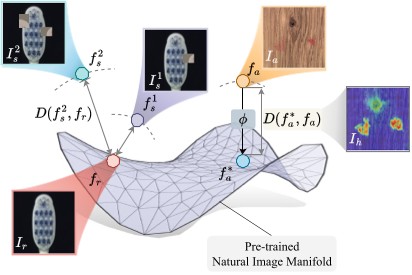 I_s^2
f_s^2
I_s^1
f_s^1
I_a
f_a
D(f_s^2, f_r)
ϕ
D(f_a^*, f_a)
I_h
f_r
f_a^*
I_r
Pre-trained
Natural Image Manifold